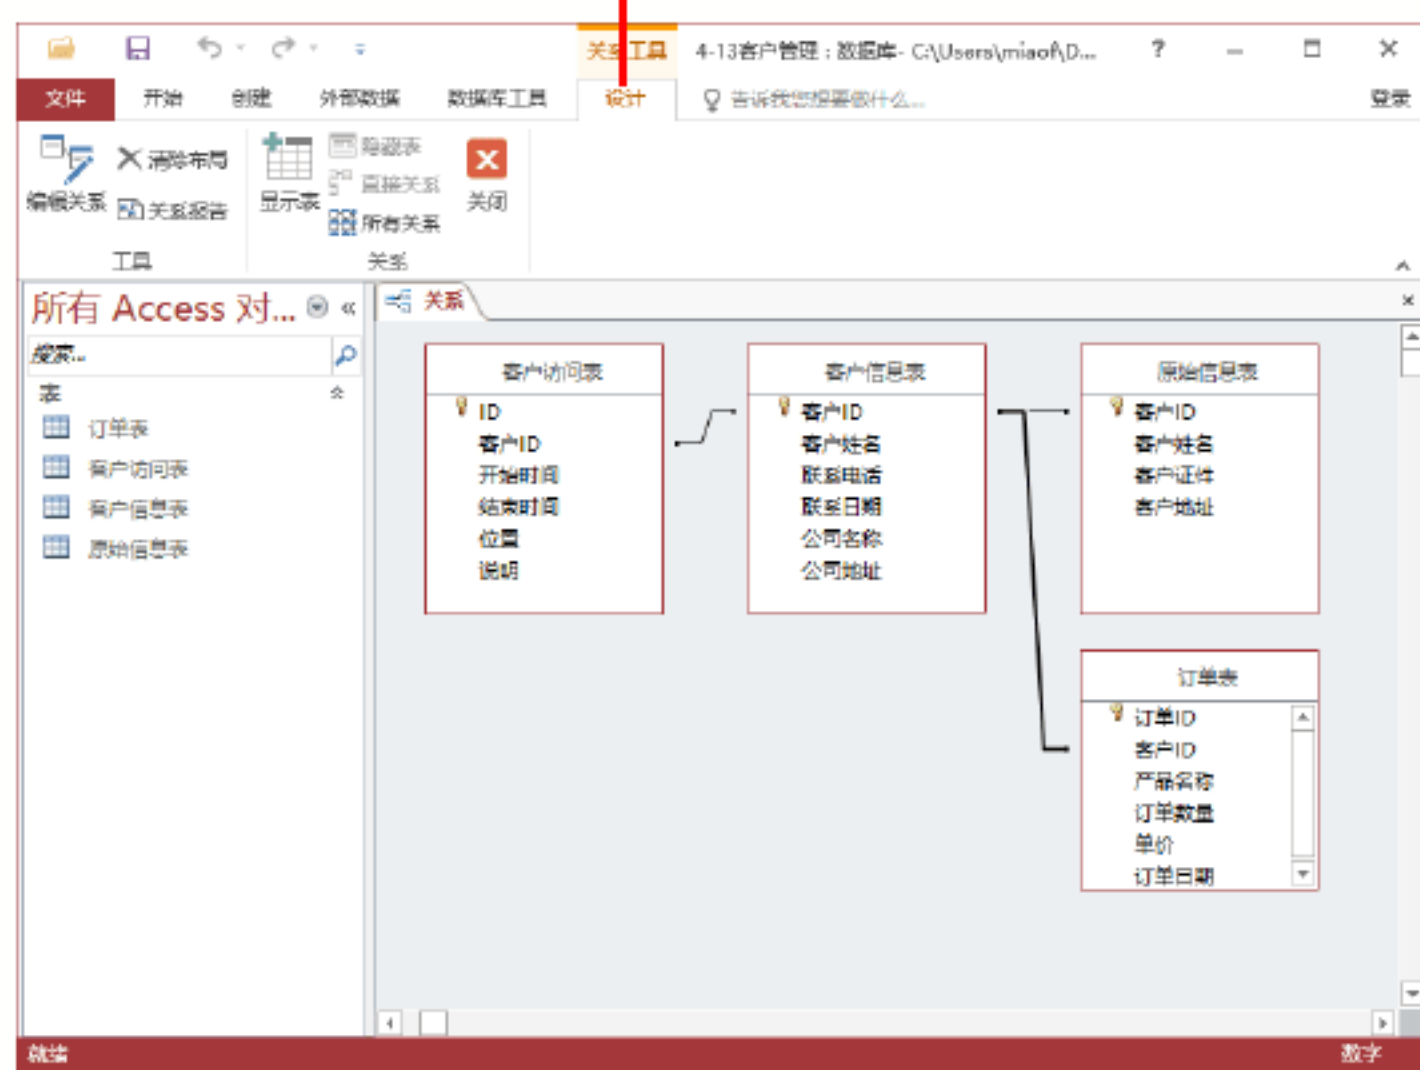 关系工具
4-13客户管理：数据库- C:\Users\miaof\D...
?
文件 开始 创建 外部数据 数据库工具 设计 告诉我您想要做什么... 登录
编辑关系
清除布局
关系报告
工具
显示表
隐藏表
直接关系
所有关系
关闭
关系
所有 Access 对...
搜索...
表
订单表
客户访问表
客户信息表
原始信息表
关系
客户访问表
ID
客户ID
开始时间
结束时间
位置
说明
客户信息表
客户ID
客户姓名
联系电话
联系日期
公司名称
公司地址
原始信息表
客户ID
客户姓名
客户证件
客户地址
订单表
订单ID
客户ID
产品名称
订单数量
单价
订单日期
就绪
数字